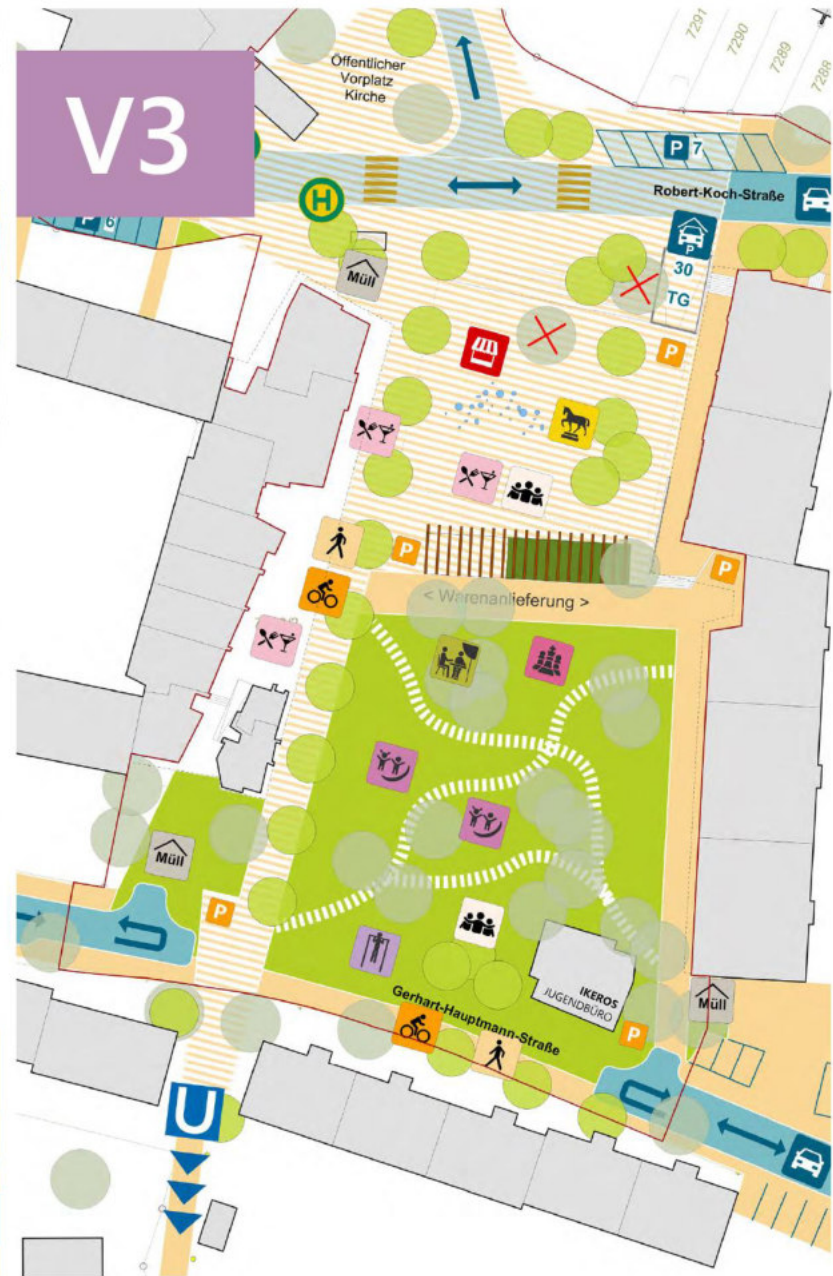 V3
Öffentlicher
Vorplatz
Kirche
7291
7290
7289
7288
P 7
H
Robert-Koch-Straße
P
P
Müll
30
TG
P
P
P
< Warenanlieferung >
Müll
P
IKEROS
JUGENDBÜRO
Müll
Gerhart-Hauptmann-Straße
P
U